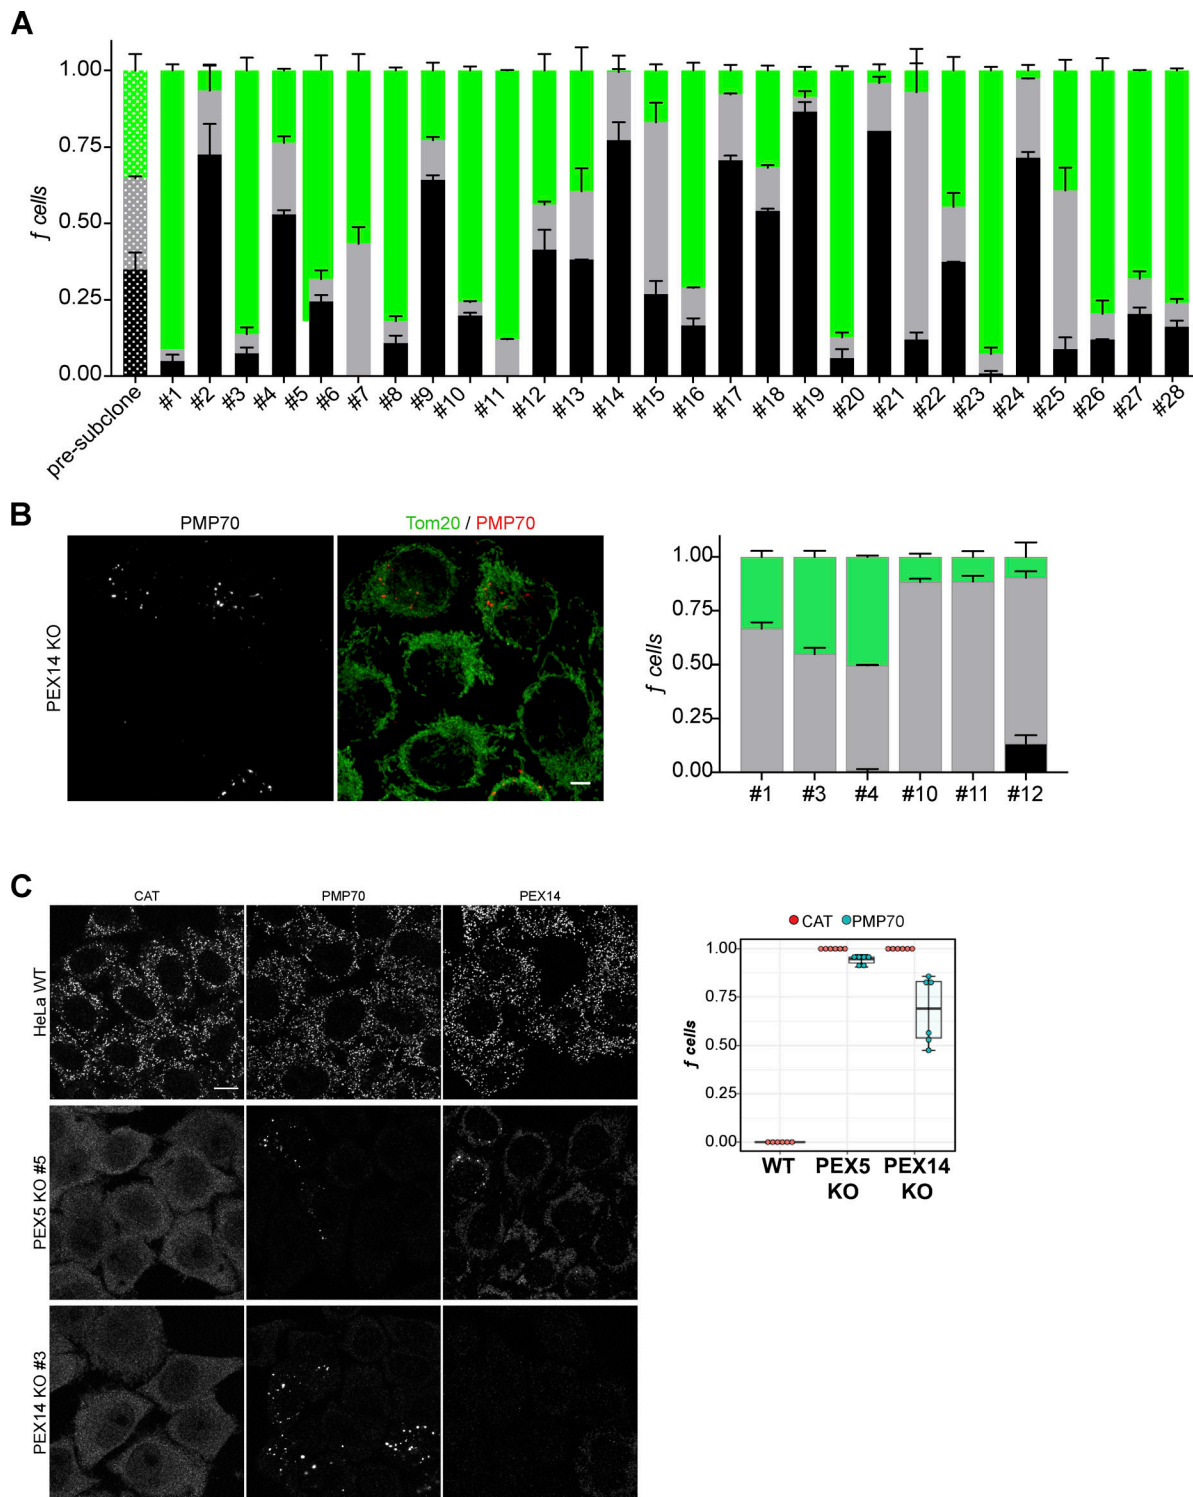 A
f cells
1.00
0.75
0.50
0.25
0.00
pre-subclone #1 #2 #3 #4 #5 #6 #7 #8 #9 #10 #11 #12 #13 #14 #15 #16 #17 #18 #19 #20 #21 #22 #23 #24 #25 #26 #27 #28
B
PMP70
Tom20 / PMP70
PEX14 KO
f cells
1.00
0.75
0.50
0.25
0.00
#1 #3 #4 #10 #11 #12
C
CAT PMP70 PEX14
HeLa WT
PEX5 KO #5
PEX14 KO #3
CAT PMP70
f cells
1.00
0.75
0.50
0.25
0.00
WT PEX5 PEX14
KO KO